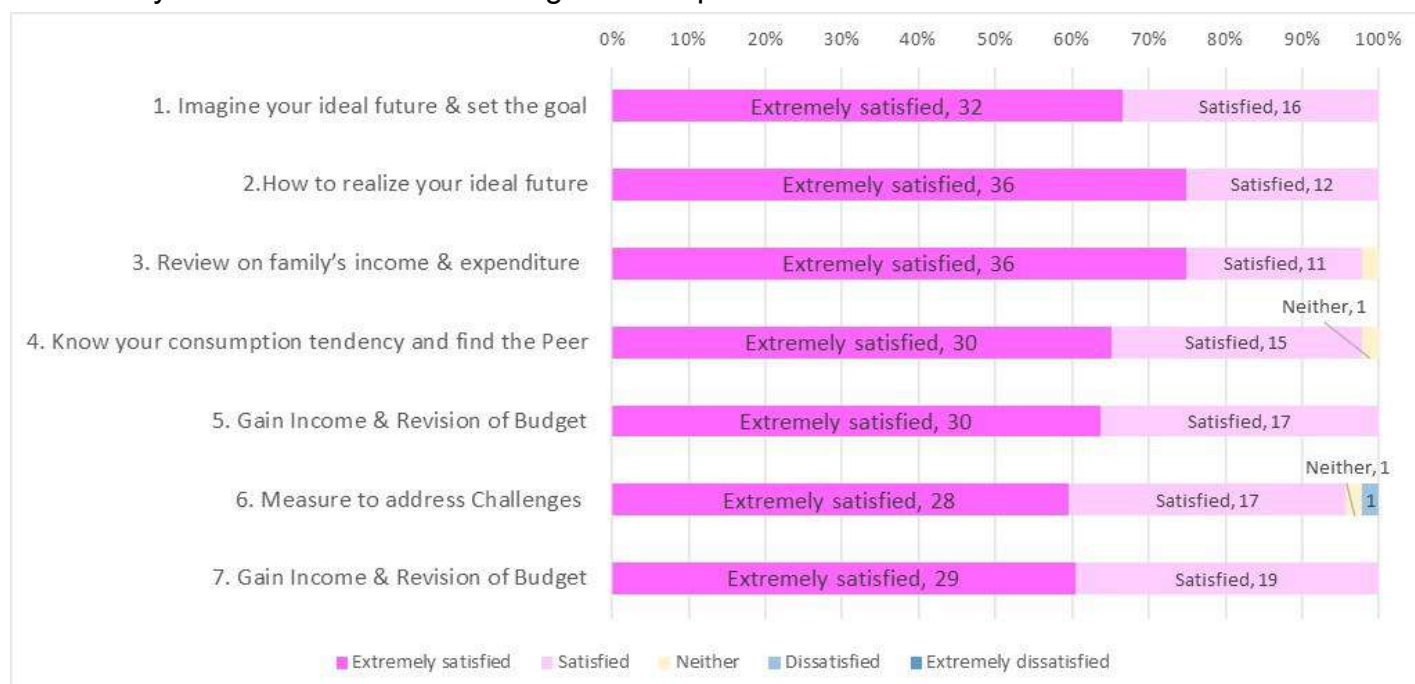 0% 10% 20% 30% 40% 50% 60% 70% 80% 90% 100%
1. Imagine your ideal future & set the goal
Extremely satisfied, 32
Satisfied, 16
2.How to realize your ideal future
Extremely satisfied, 36
Satisfied, 12
3. Review on family’s income & expenditure
Extremely satisfied, 36
Satisfied, 11
Neither, 1
4. Know your consumption tendency and find the Peer
Extremely satisfied, 30
Satisfied, 15
5. Gain Income & Revision of Budget
Extremely satisfied, 30
Satisfied, 17
Neither, 1
6. Measure to address Challenges
Extremely satisfied, 28
Satisfied, 17
1
7. Gain Income & Revision of Budget
Extremely satisfied, 29
Satisfied, 19
Extremely satisfied Satisfied Neither Dissatisfied Extremely dissatisfied